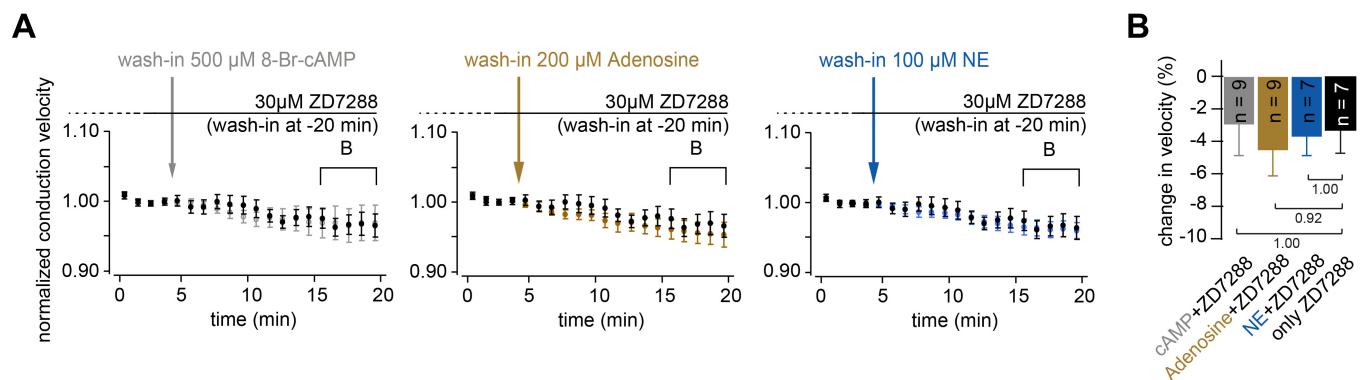 A
wash-in 500 µM 8-Br-cAMP
30µM ZD7288
(wash-in at -20 min)
B
normalized conduction velocity
1.10
1.00
0.90
0 5 10 15 20
time (min)
wash-in 200 µM Adenosine
30µM ZD7288
(wash-in at -20 min)
B
1.10
1.00
0.90
0 5 10 15 20
time (min)
wash-in 100 µM NE
30µM ZD7288
(wash-in at -20 min)
B
1.10
1.00
0.90
0 5 10 15 20
time (min)
B
change in velocity (%)
0
-2
-4
-6
-8
-10
n = 9
n = 9
n = 7
n = 7
1.00
0.92
1.00
cAMP+ZD7288
Adenosine+ZD7288
NE+ZD7288
only ZD7288